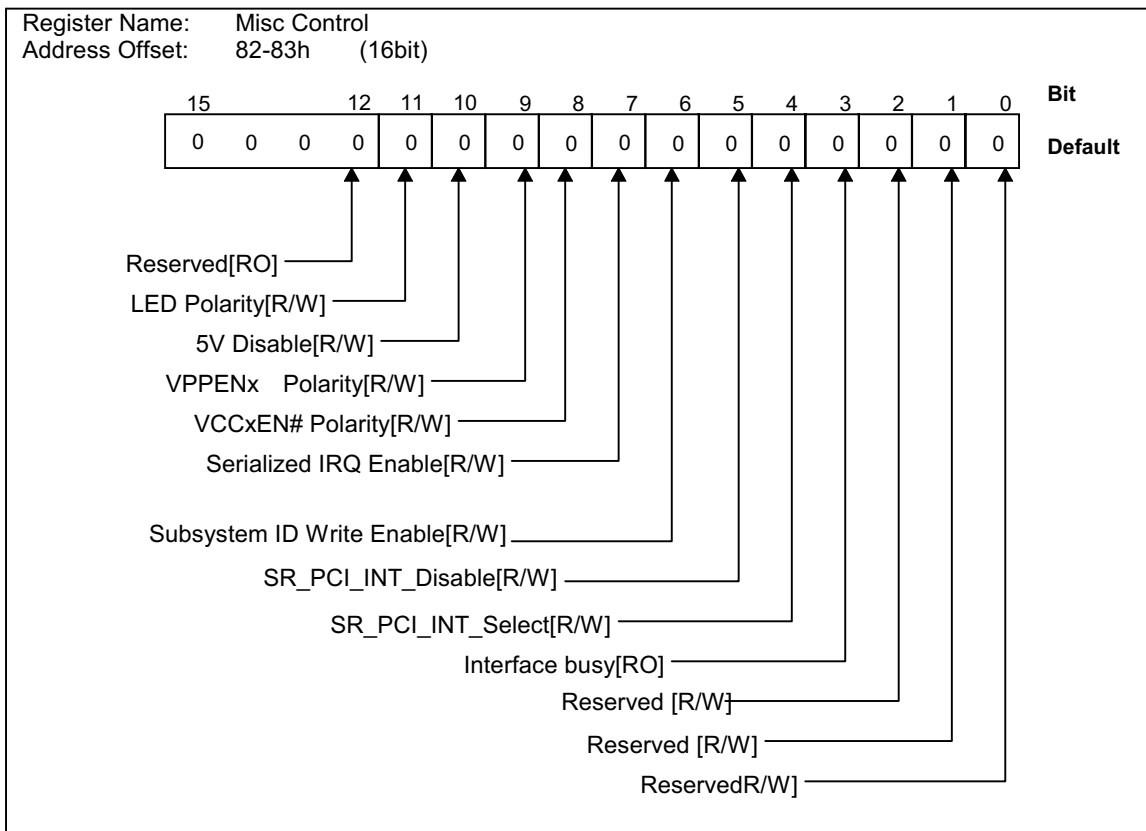 Register Name: Misc Control
Address Offset: 82-83h (16bit)
15 12 11 10 9 8 7 6 5 4 3 2 1 0 Bit
0 0 0 0 0 0 0 0 0 0 0 0 0 0 0 0 Default
Reserved[RO]
LED Polarity[R/W]
5V Disable[R/W]
VPPENx Polarity[R/W]
VCCxEN# Polarity[R/W]
Serialized IRQ Enable[R/W]
Subsystem ID Write Enable[R/W]
SR_PCI_INT_Disable[R/W]
SR_PCI_INT_Select[R/W]
Interface busy[RO]
Reserved [R/W]
Reserved [R/W]
ReservedR/W]